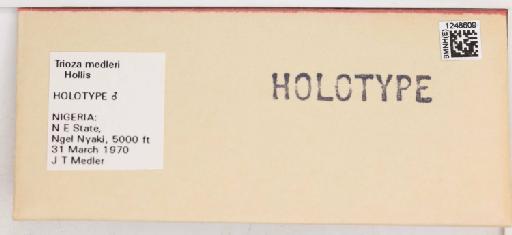 Trioza medleri
Hollis
HOLOTYPE ♂
NIGERIA:
N E State,
Ngel Nyaki, 5000 ft
31 March 1970
J T Medler
HOLOTYPE
BMNH(E)
1248609